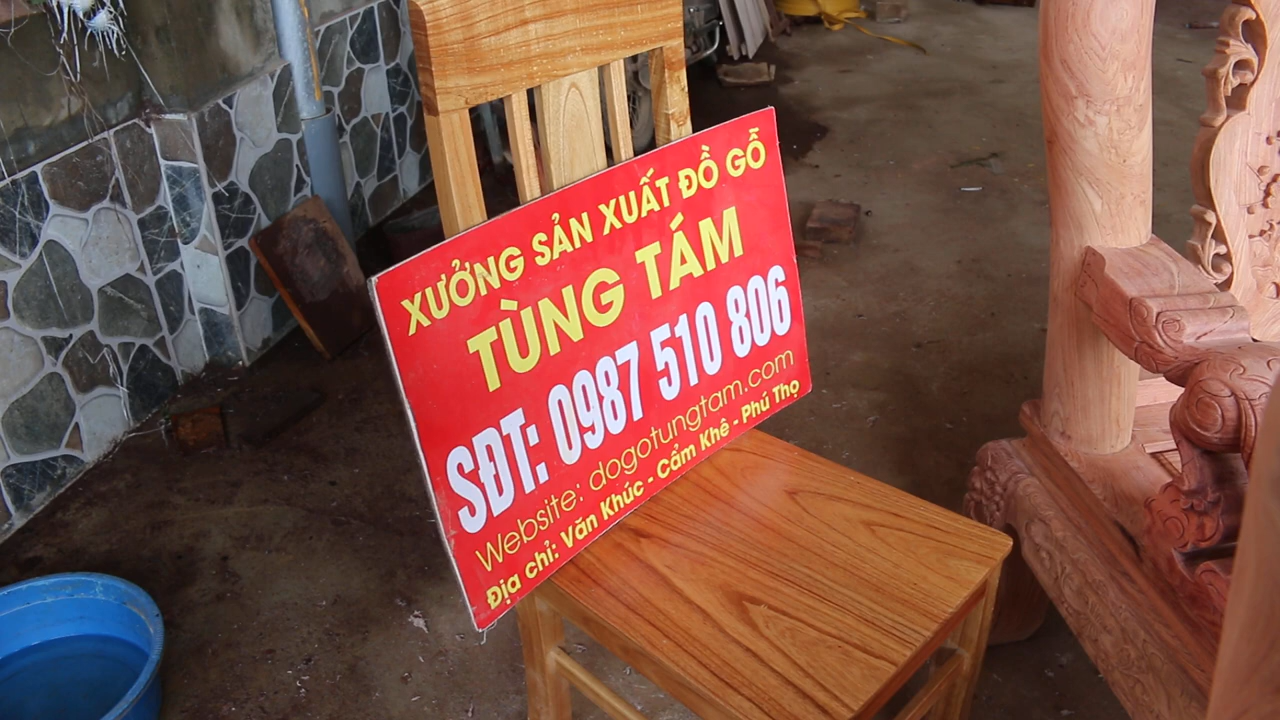 XƯỞNG SẢN XUẤT ĐỒ GỖ
TÙNG TÁM
SĐT: 0987 510 806
Website: dogotungtam.com
Địa chỉ: Văn Khúc - Cẩm Khê - Phú Thọ